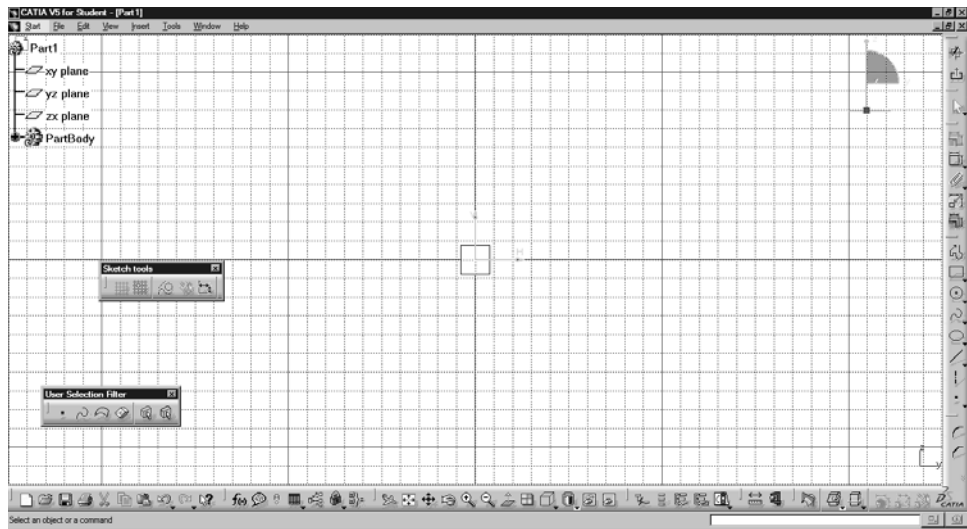 CATIA V5 for Student - [Part1]
Start File Edit View Insert Tools Window Help
Part1
xy plane
yz plane
zx plane
PartBody
V
H
Sketch tools
User Selection Filter
f(x)
z
y
CATIA
Select an object or a command